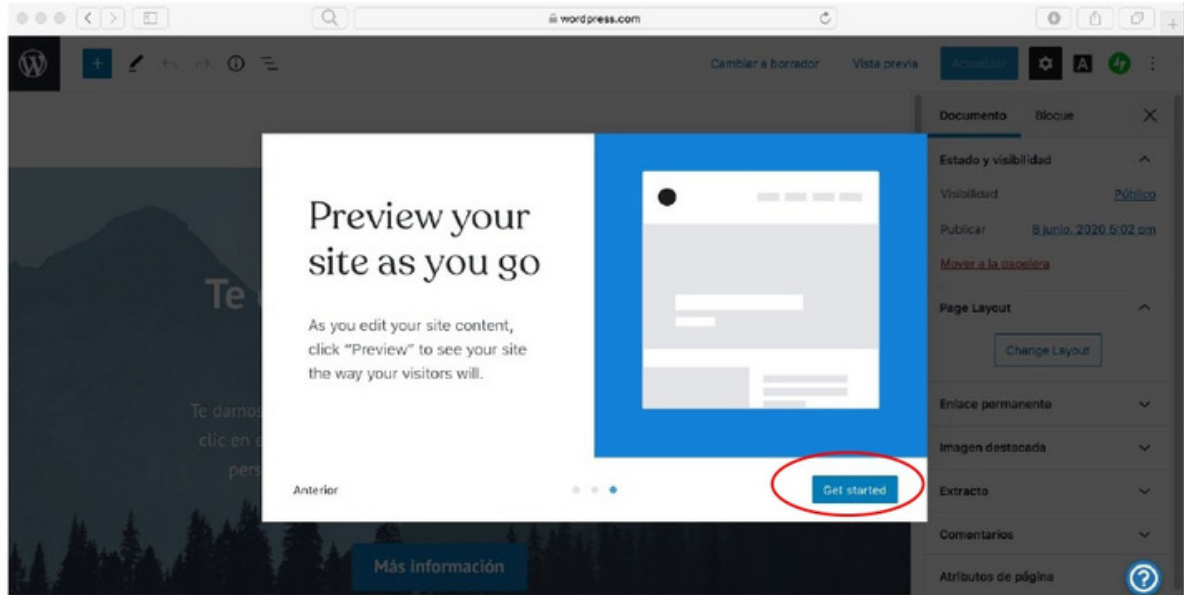 wordpress.com
Cambiar a borrador Vista previa Actualizar
Documento Bloque
Estado y visibilidad
Visibilidad Público
Publicar 8 junio, 2020 5:02 pm
Mover a la papelera
Page Layout
Change Layout
Enlace permanente
Imagen destacada
Extracto
Comentarios
Atributos de página
Preview your
site as you go
As you edit your site content,
click "Preview" to see your site
the way your visitors will.
Anterior
Get started
Te
Te damos
clic en
pers
Más información